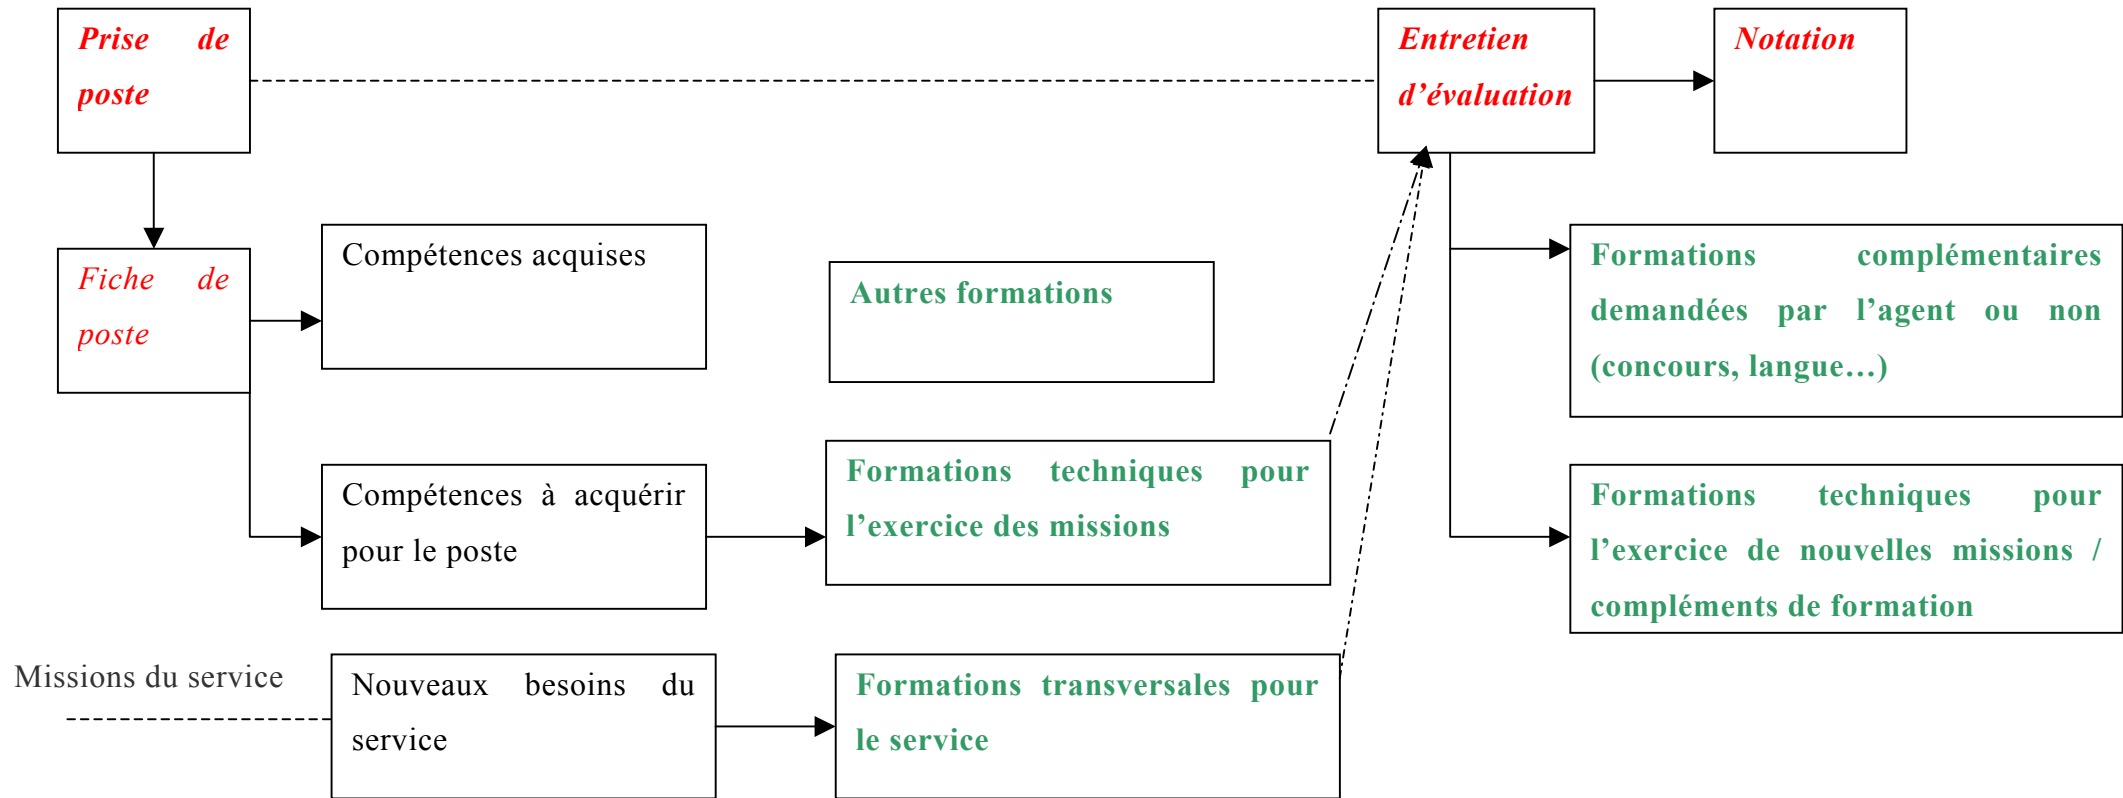 Prise de
poste
Entretien
d’évaluation
Notation
Fiche de
poste
Compétences acquises
Autres formations
Formations complémentaires
demandées par l’agent ou non
(concours, langue…)
Compétences à acquérir
pour le poste
Formations techniques pour
l’exercice des missions
Formations techniques pour
l’exercice de nouvelles missions /
compléments de formation
Missions du service
Nouveaux besoins du
service
Formations transversales pour
le service